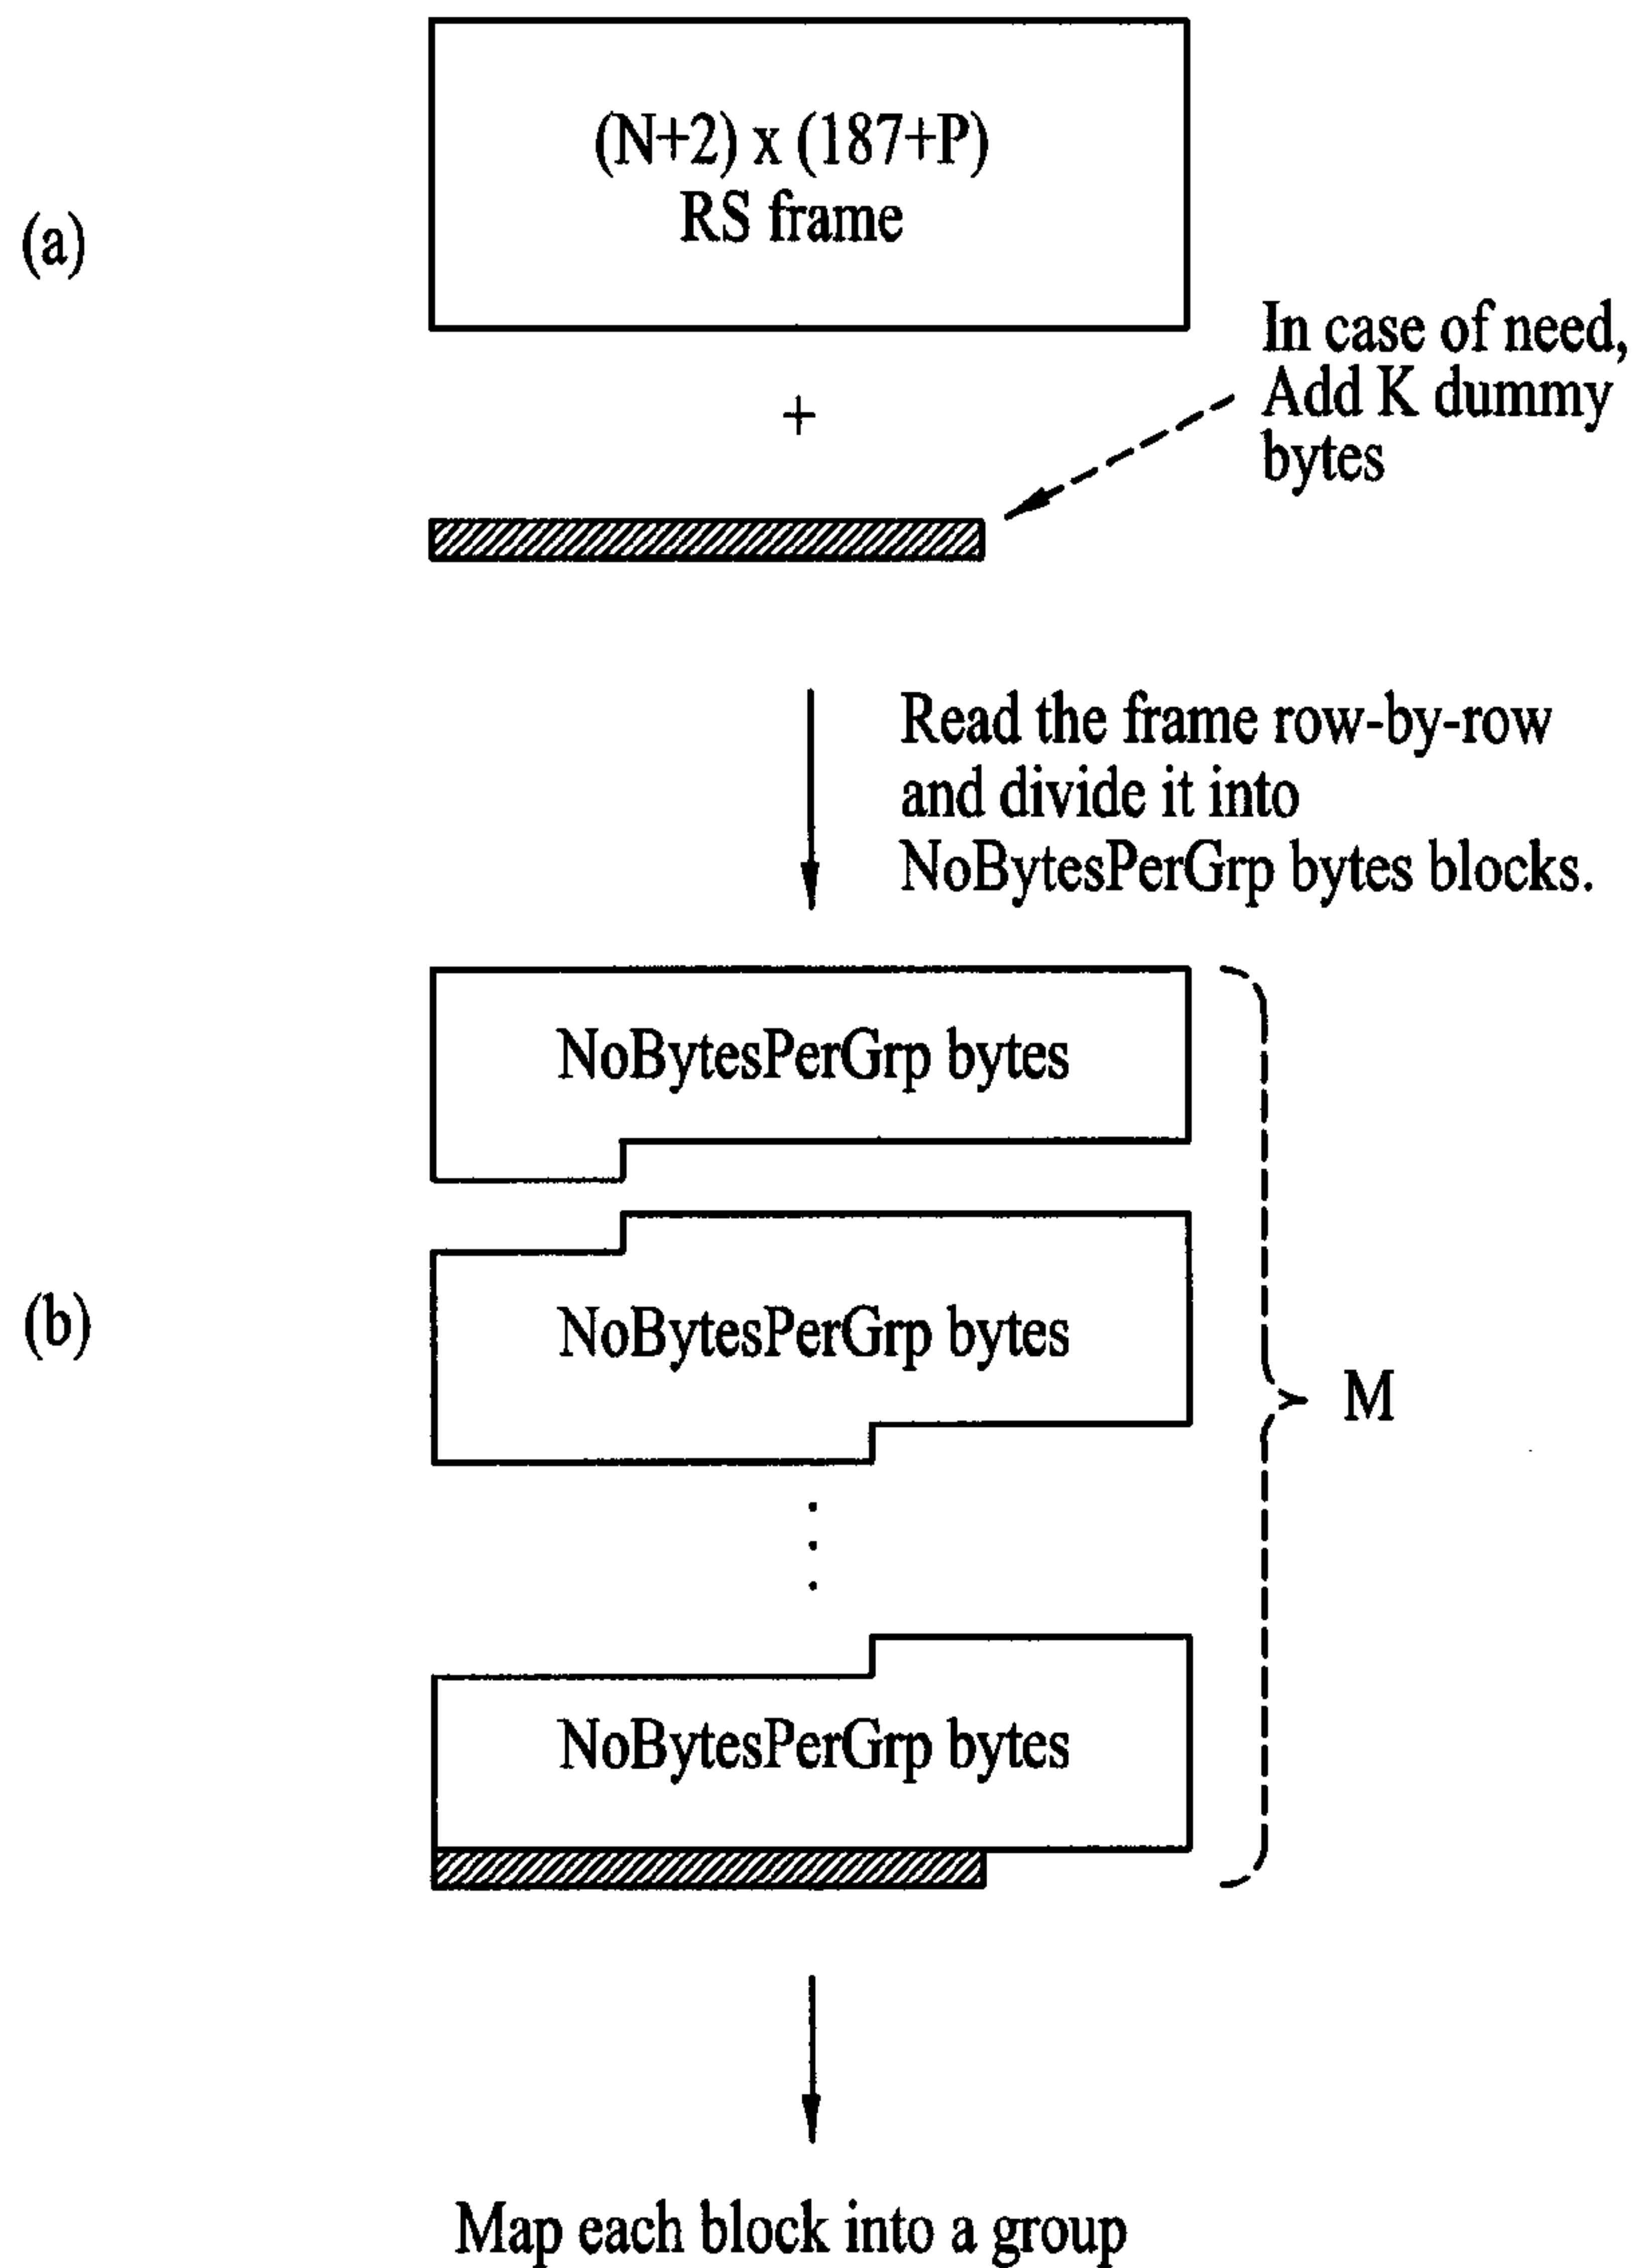 (N+2) x (187+P)
RS frame
(a)
In case of need,
Add K dummy
bytes
+
Read the frame row-by-row
and divide it into
NoBytesPerGrp bytes blocks.
NoBytesPerGrp bytes
(b)
NoBytesPerGrp bytes
M
NoBytesPerGrp bytes
Map each block into a group